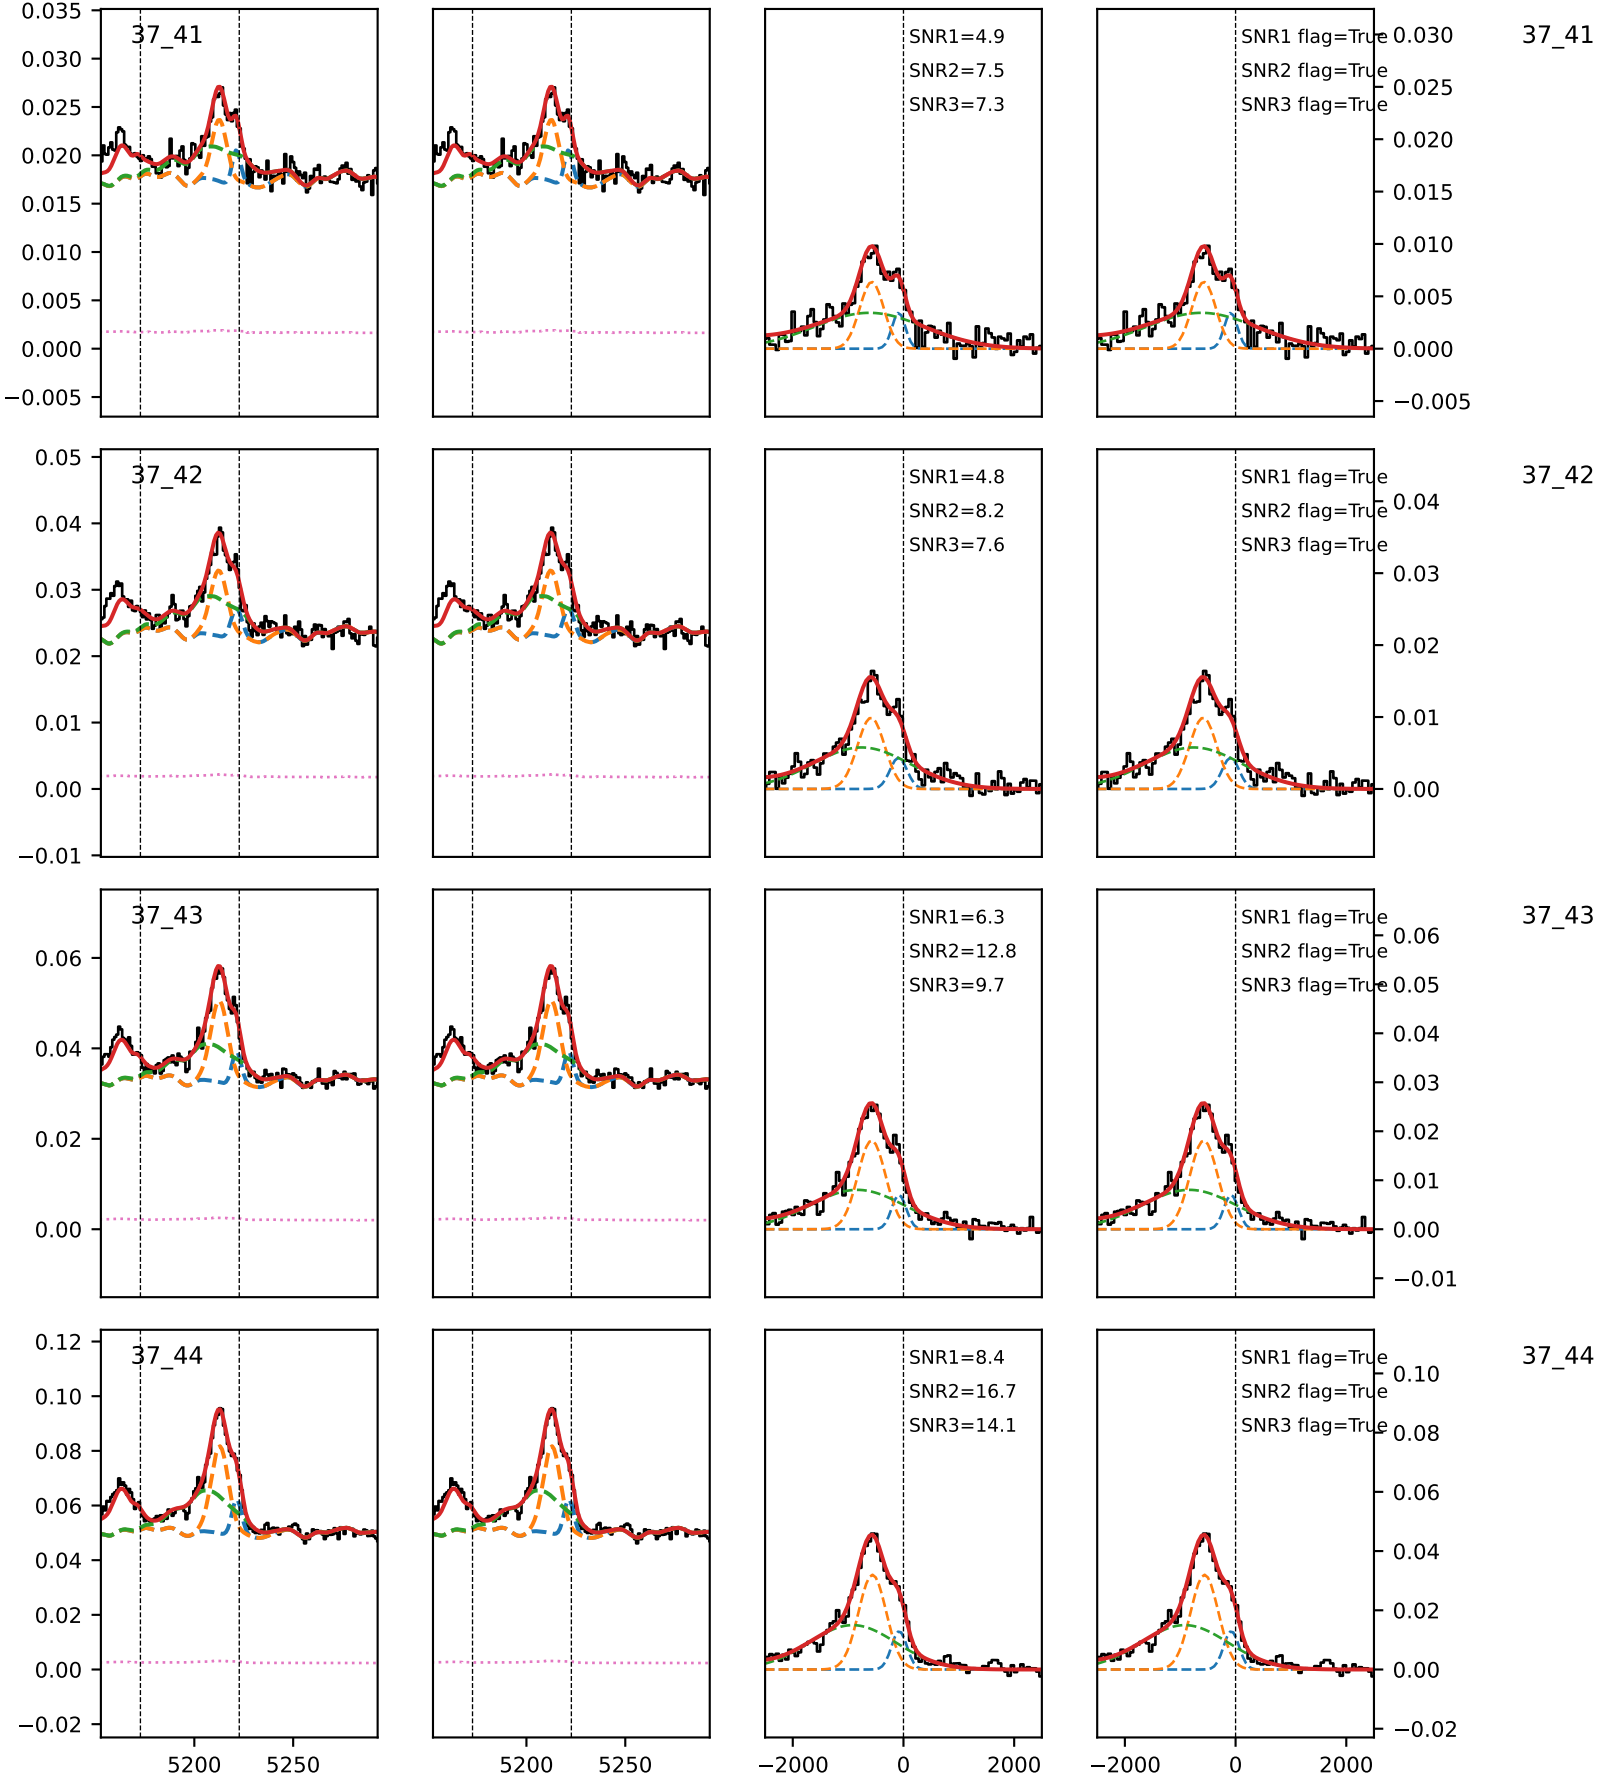 0.035
0.030
0.025
0.020
0.015
0.010
0.005
0.000
−0.005
37_41
SNR1=4.9
SNR2=7.5
SNR3=7.3
SNR1 flag=True
SNR2 flag=True
SNR3 flag=True
0.030
0.025
0.020
0.015
0.010
0.005
0.000
−0.005
37_41
0.05
0.04
0.03
0.02
0.01
0.00
−0.01
37_42
SNR1=4.8
SNR2=8.2
SNR3=7.6
SNR1 flag=True
SNR2 flag=True
SNR3 flag=True
0.04
0.03
0.02
0.01
0.00
37_42
0.06
0.04
0.02
0.00
37_43
SNR1=6.3
SNR2=12.8
SNR3=9.7
SNR1 flag=True
SNR2 flag=True
SNR3 flag=True
0.06
0.05
0.04
0.03
0.02
0.01
0.00
−0.01
37_43
0.12
0.10
0.08
0.06
0.04
0.02
0.00
−0.02
37_44
SNR1=8.4
SNR2=16.7
SNR3=14.1
SNR1 flag=True
SNR2 flag=True
SNR3 flag=True
0.10
0.08
0.06
0.04
0.02
0.00
−0.02
37_44
5200 5250 5200 5250 −2000 0 2000 −2000 0 2000